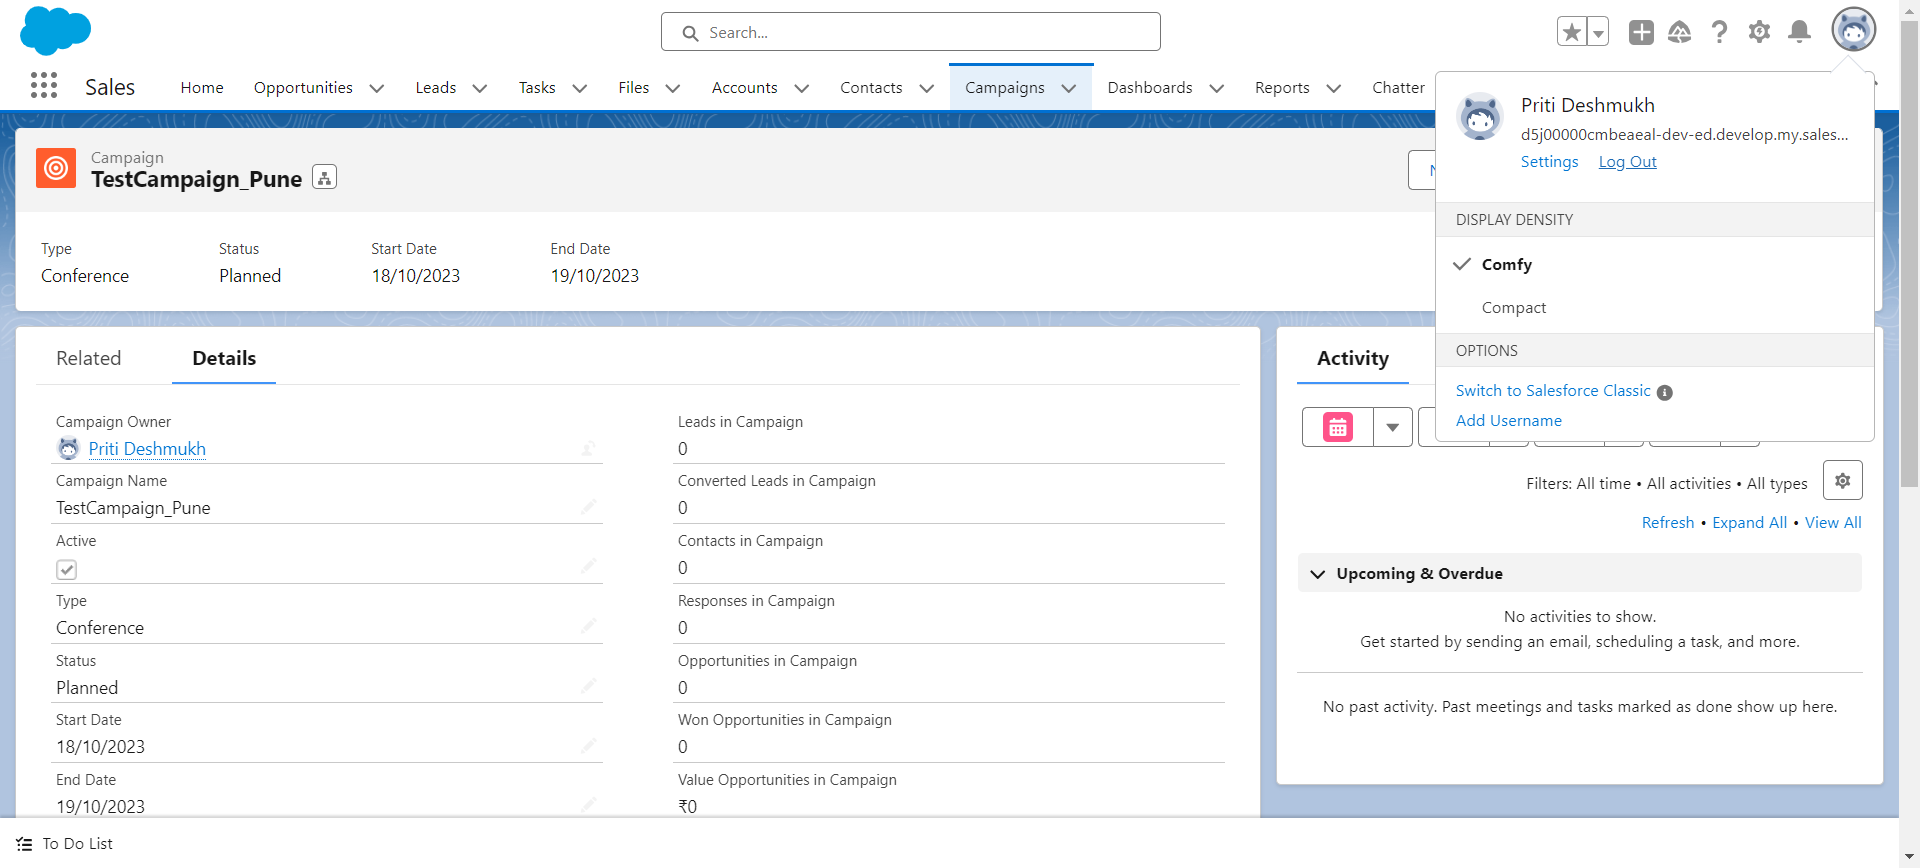 Search...
Sales
Home
Opportunities
Leads
Tasks
Files
Accounts
Contacts
Campaigns
Dashboards
Reports
Chatter
Priti Deshmukh
d5j00000cmbeaeal-dev-ed.develop.my.sales...
Settings Log Out
DISPLAY DENSITY
Comfy
Compact
OPTIONS
Switch to Salesforce Classic
Add Username
Campaign
TestCampaign_Pune
Type
Conference
Status
Planned
Start Date
18/10/2023
End Date
19/10/2023
Related
Details
Campaign Owner
Priti Deshmukh
Campaign Name
TestCampaign_Pune
Active
Type
Conference
Status
Planned
Start Date
18/10/2023
End Date
19/10/2023
Leads in Campaign
0
Converted Leads in Campaign
0
Contacts in Campaign
0
Responses in Campaign
0
Opportunities in Campaign
0
Won Opportunities in Campaign
0
Value Opportunities in Campaign
₹0
Activity
Filters: All time • All activities • All types
Refresh • Expand All • View All
Upcoming & Overdue
No activities to show.
Get started by sending an email, scheduling a task, and more.
No past activity. Past meetings and tasks marked as done show up here.
To Do List